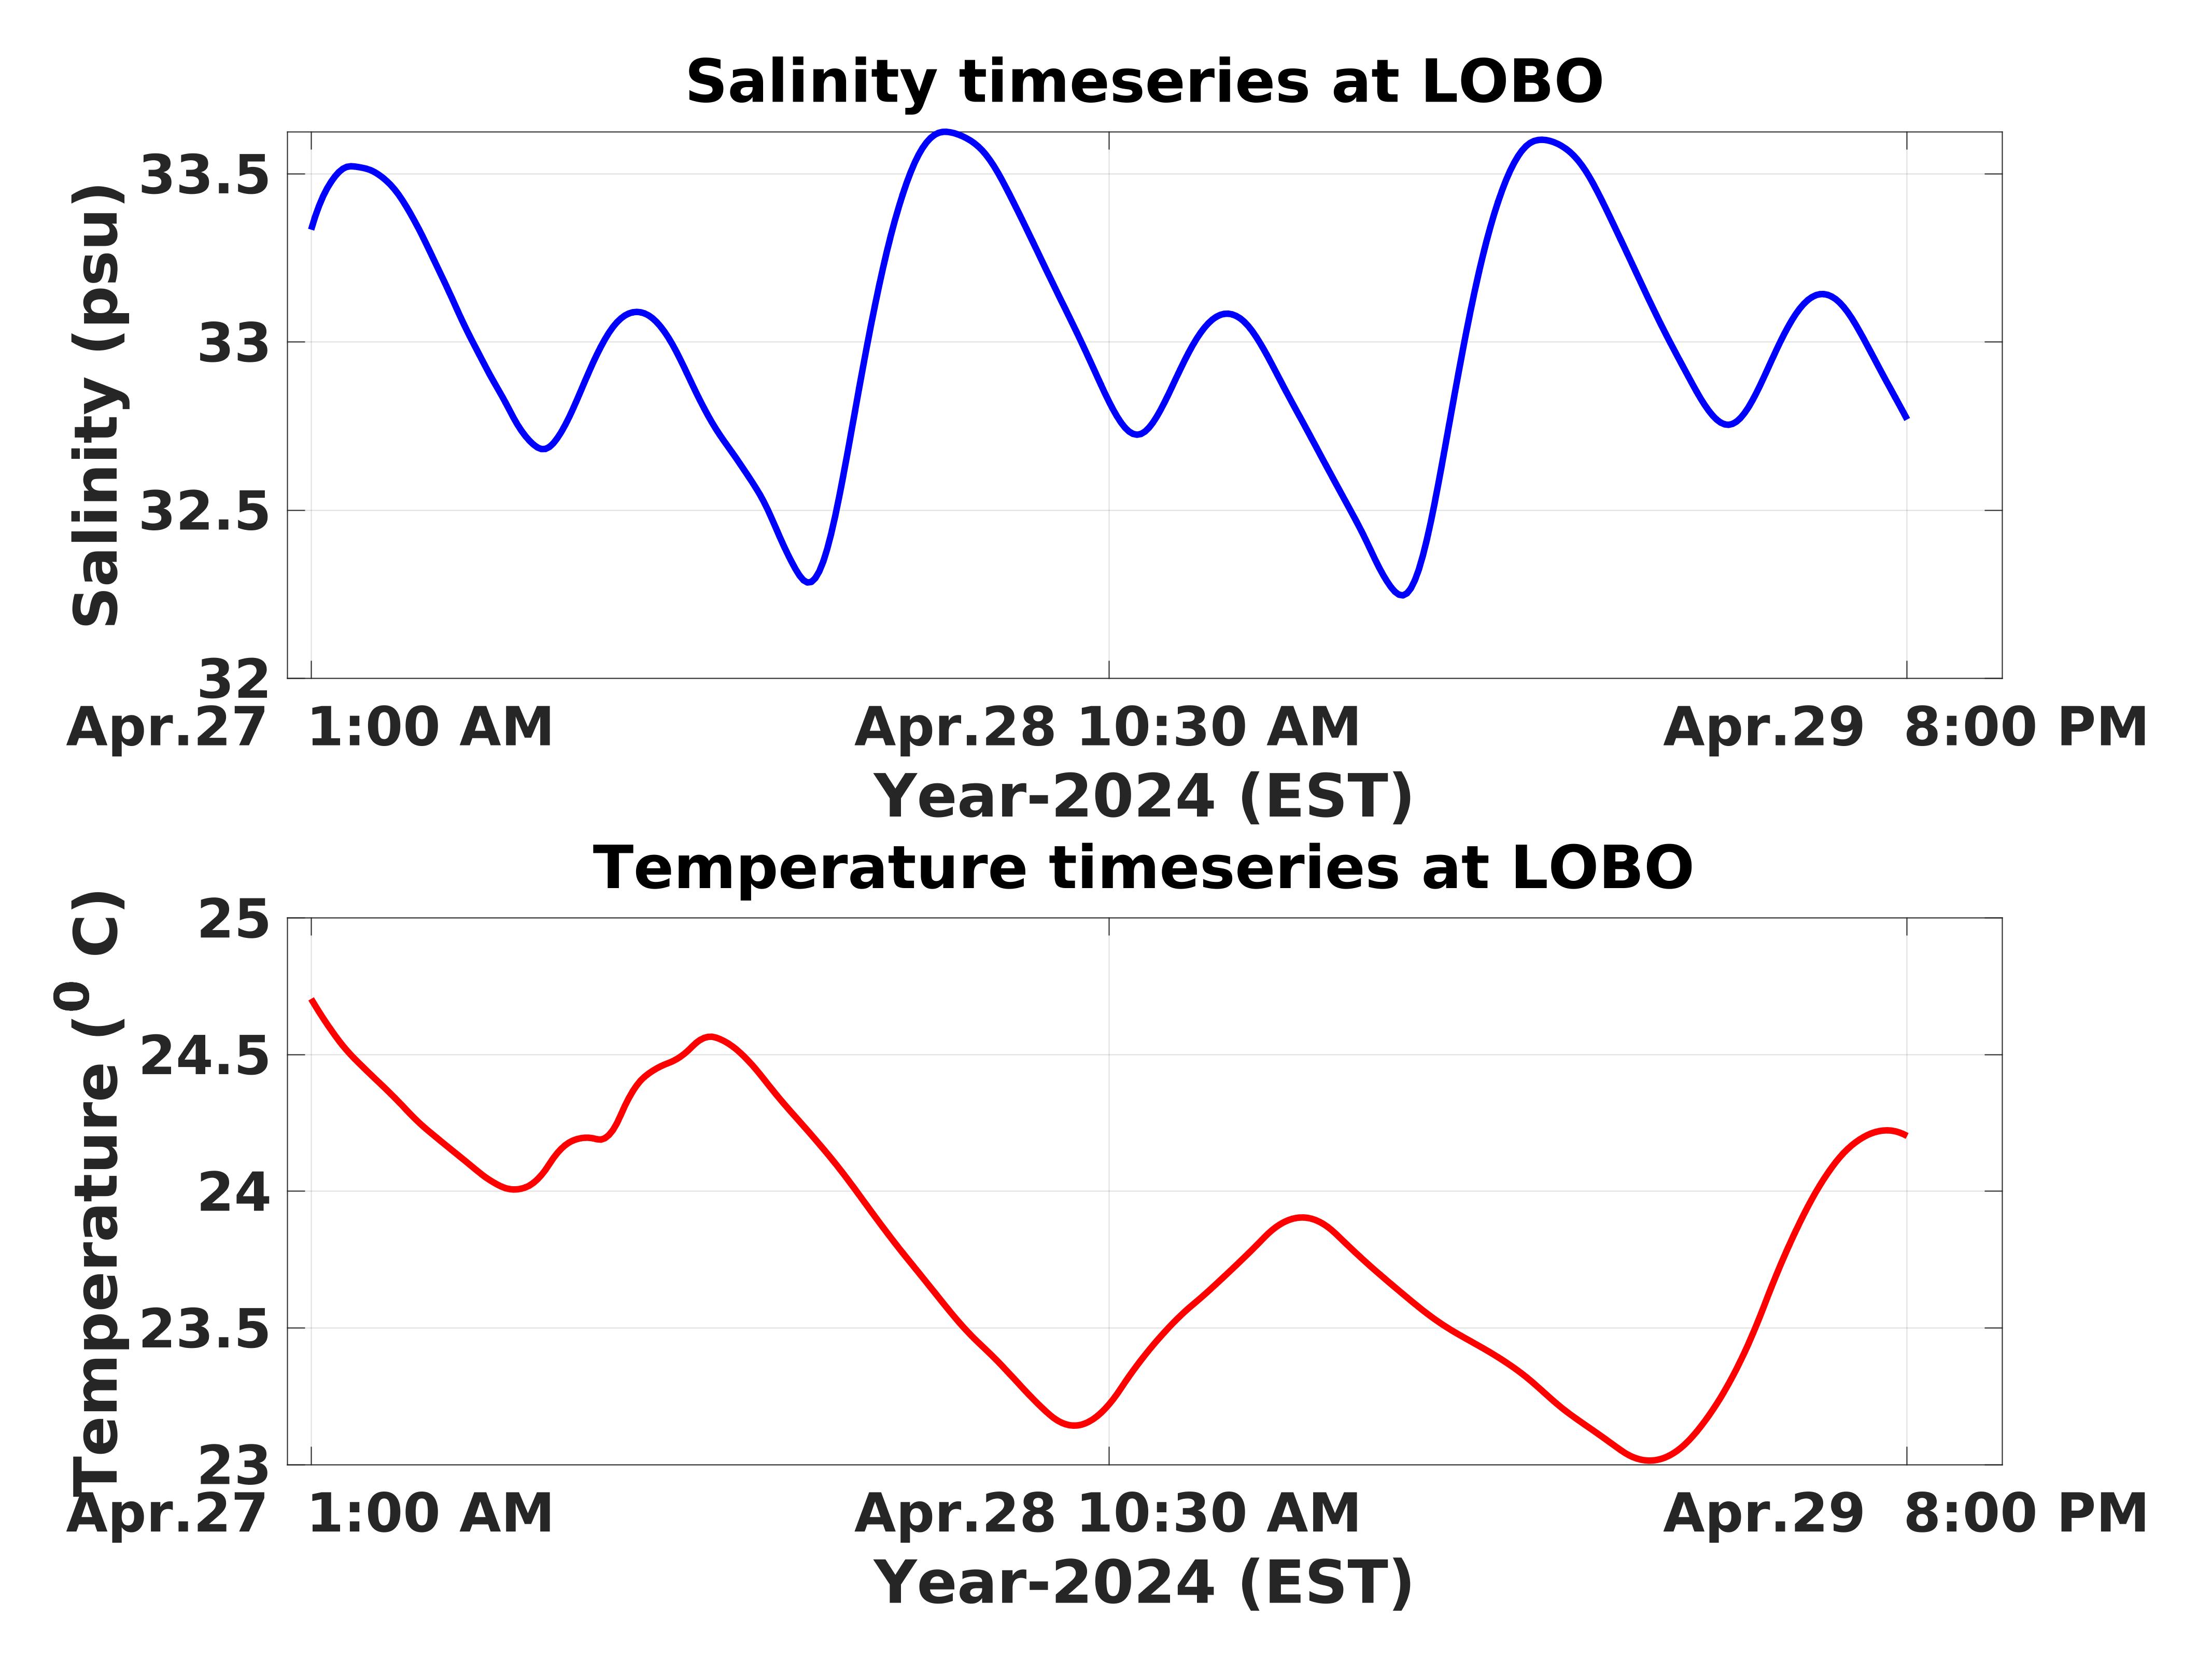 Salinity timeseries at LOBO
Salinity (psu)
33.5
33
32.5
32
Apr.27  1:00 AM
Apr.28 10:30 AM
Apr.29  8:00 PM
Year-2024 (EST)
Temperature timeseries at LOBO
Temperature (⁰ C)
25
24.5
24
23.5
23
Apr.27  1:00 AM
Apr.28 10:30 AM
Apr.29  8:00 PM
Year-2024 (EST)